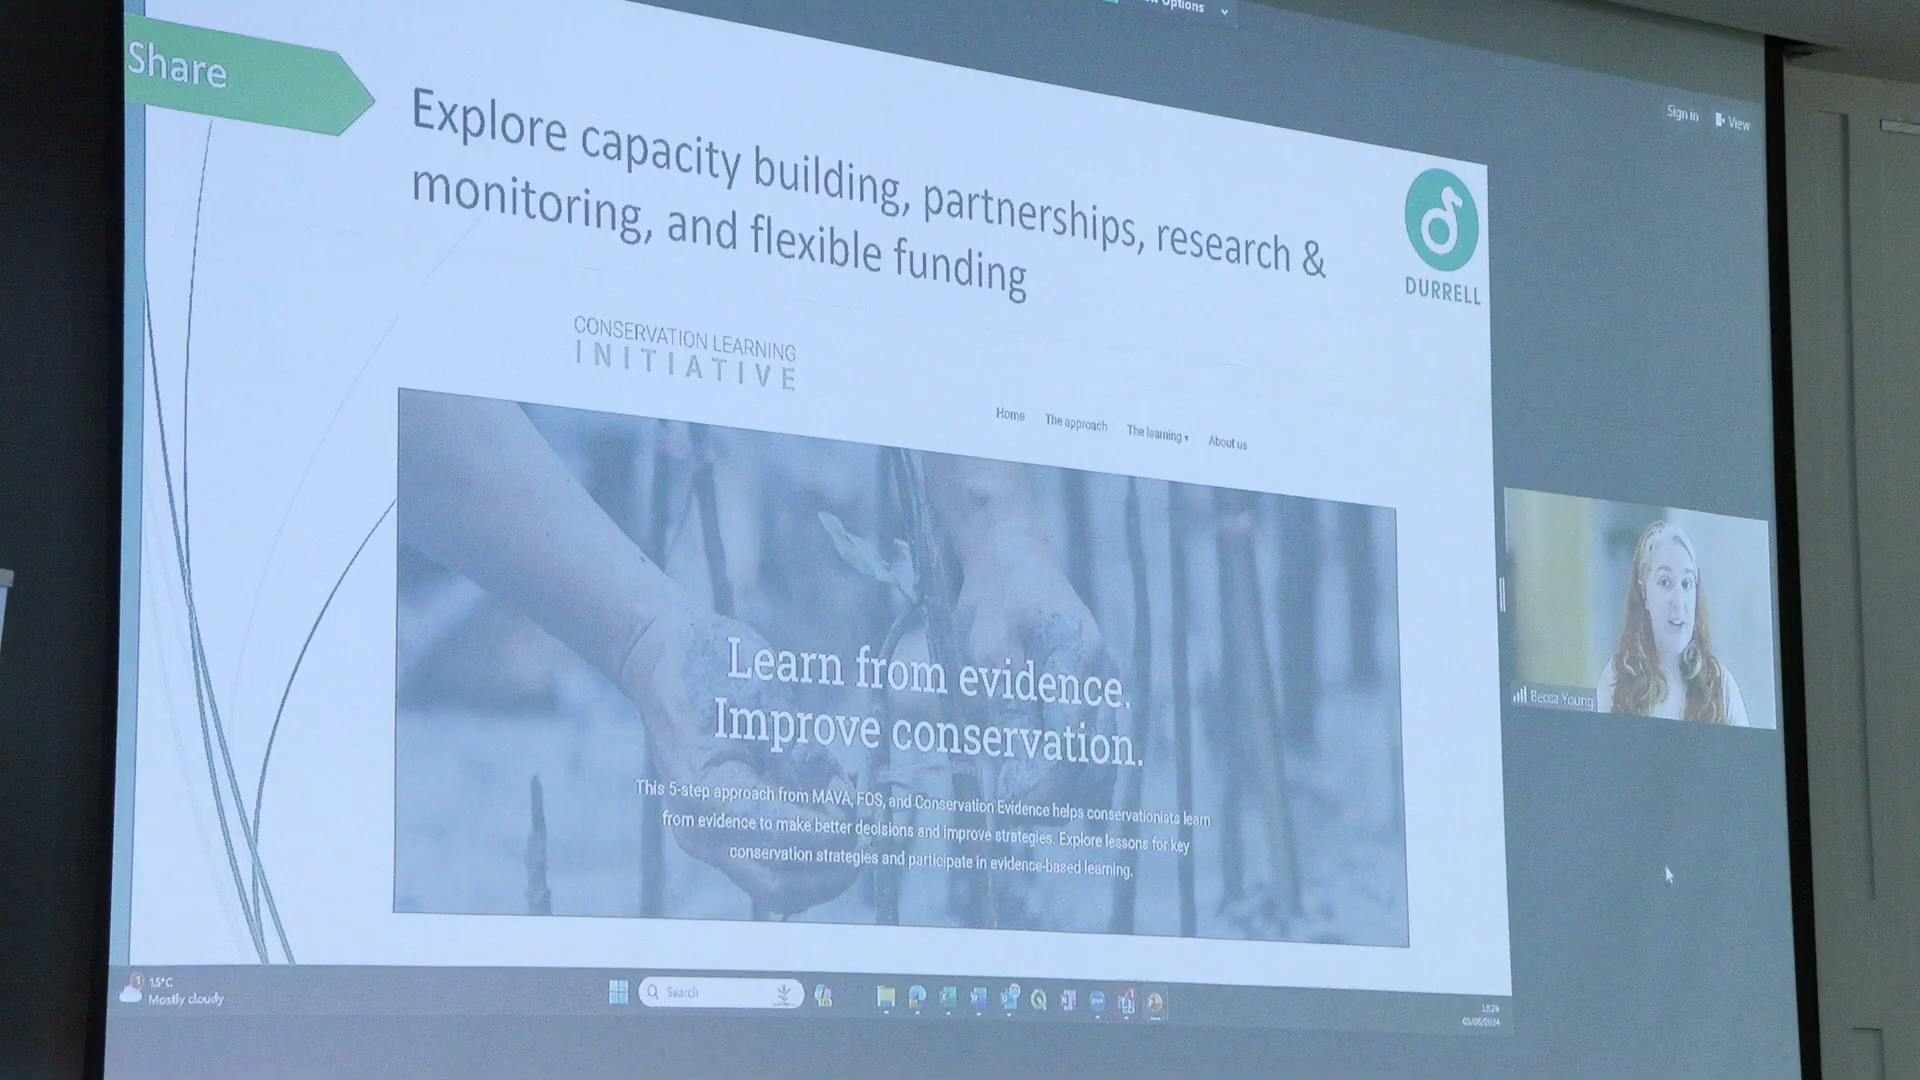 Options
Share
Sign in
View
Explore capacity building, partnerships, research &
monitoring, and flexible funding
DURRELL
CONSERVATION LEARNING
INITIATIVE
Home The approach The learning About us
Learn from evidence.
Improve conservation.
This 5-step approach from MAVA, FOS, and Conservation Evidence helps conservationists learn
from evidence to make better decisions and improve strategies. Explore lessons for key
conservation strategies and participate in evidence-based learning.
Becca Young
15°C
Mostly cloudy
Search